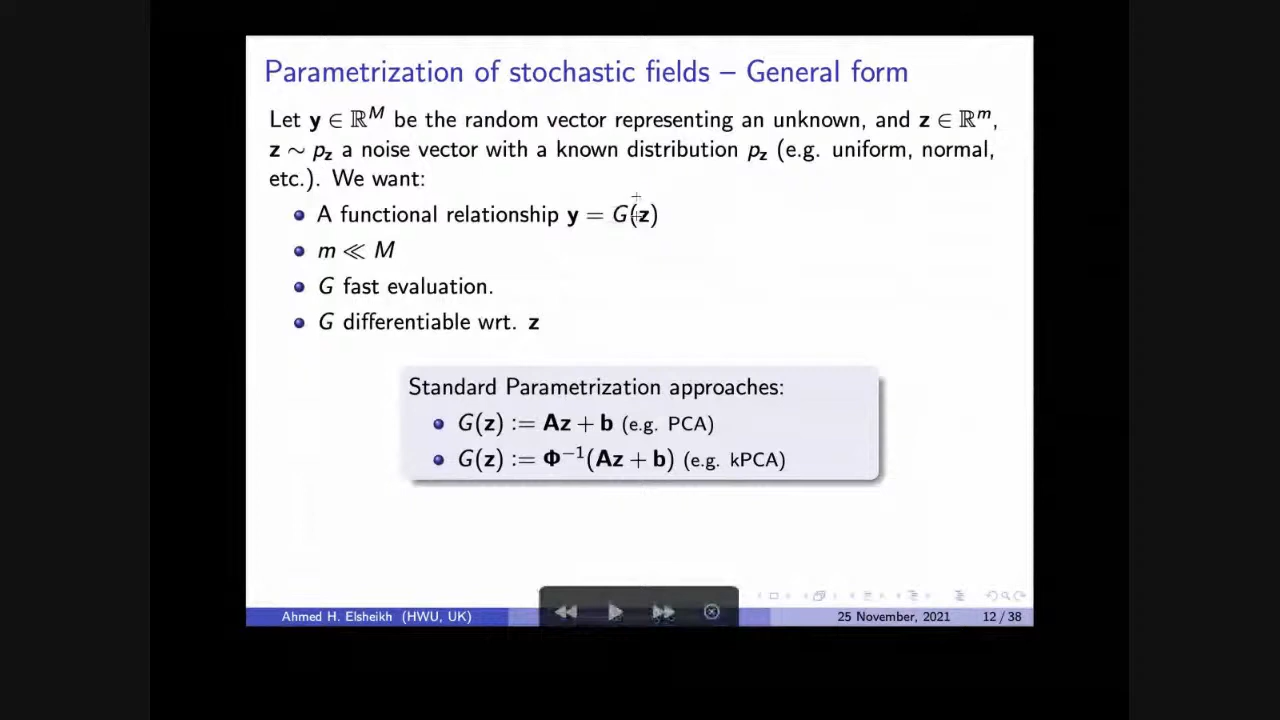 Parametrization of stochastic fields – General form
Let y ∈ ℝᴹ be the random vector representing an unknown, and z ∈ ℝᵐ,
z ∼ p_z a noise vector with a known distribution p_z (e.g. uniform, normal,
etc.). We want:
• A functional relationship y = G(z)
• m ≪ M
• G fast evaluation.
• G differentiable wrt. z
Standard Parametrization approaches:
• G(z) := Az + b (e.g. PCA)
• G(z) := Φ⁻¹(Az + b) (e.g. kPCA)
Ahmed H. Elsheikh (HWU, UK)
25 November, 2021
12 / 38